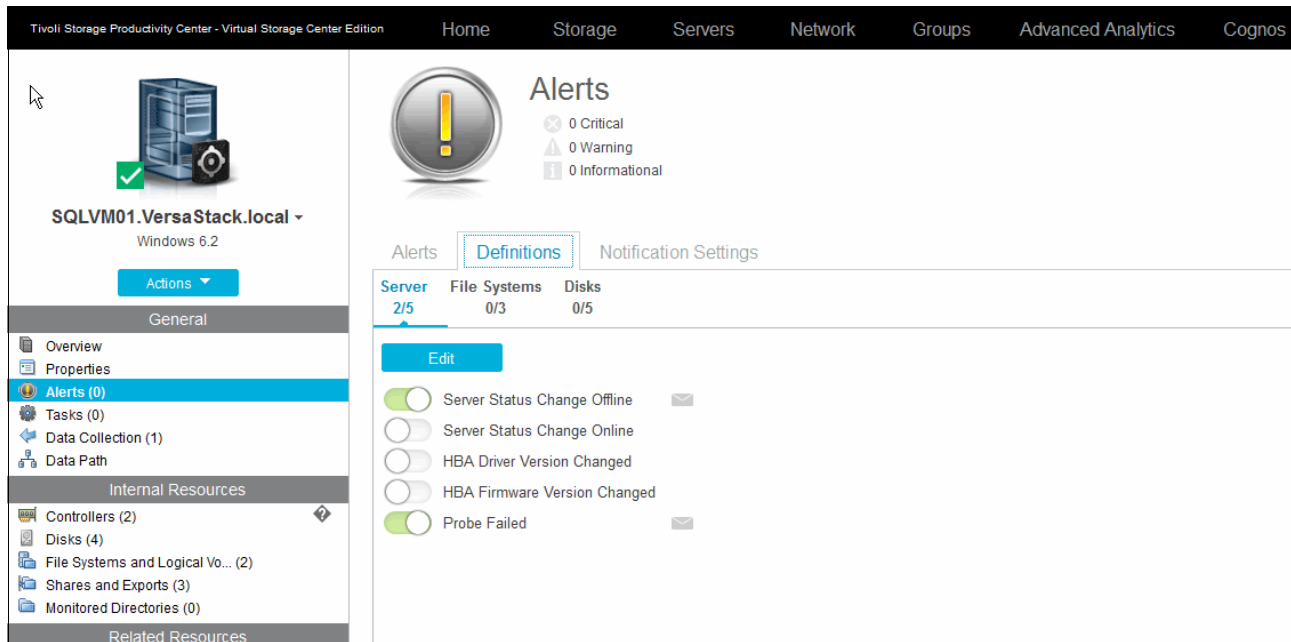 Tivoli Storage Productivity Center - Virtual Storage Center Edition Home Storage Servers Network Groups Advanced Analytics Cognos
SQLVM01.VersaStack.local
Windows 6.2
Actions
General
Overview
Properties
Alerts (0)
Tasks (0)
Data Collection (1)
Data Path
Internal Resources
Controllers (2)
Disks (4)
File Systems and Logical Vo... (2)
Shares and Exports (3)
Monitored Directories (0)
Related Resources
Alerts
0 Critical
0 Warning
0 Informational
Alerts Definitions Notification Settings
Server File Systems Disks
2/5 0/3 0/5
Edit
Server Status Change Offline
Server Status Change Online
HBA Driver Version Changed
HBA Firmware Version Changed
Probe Failed